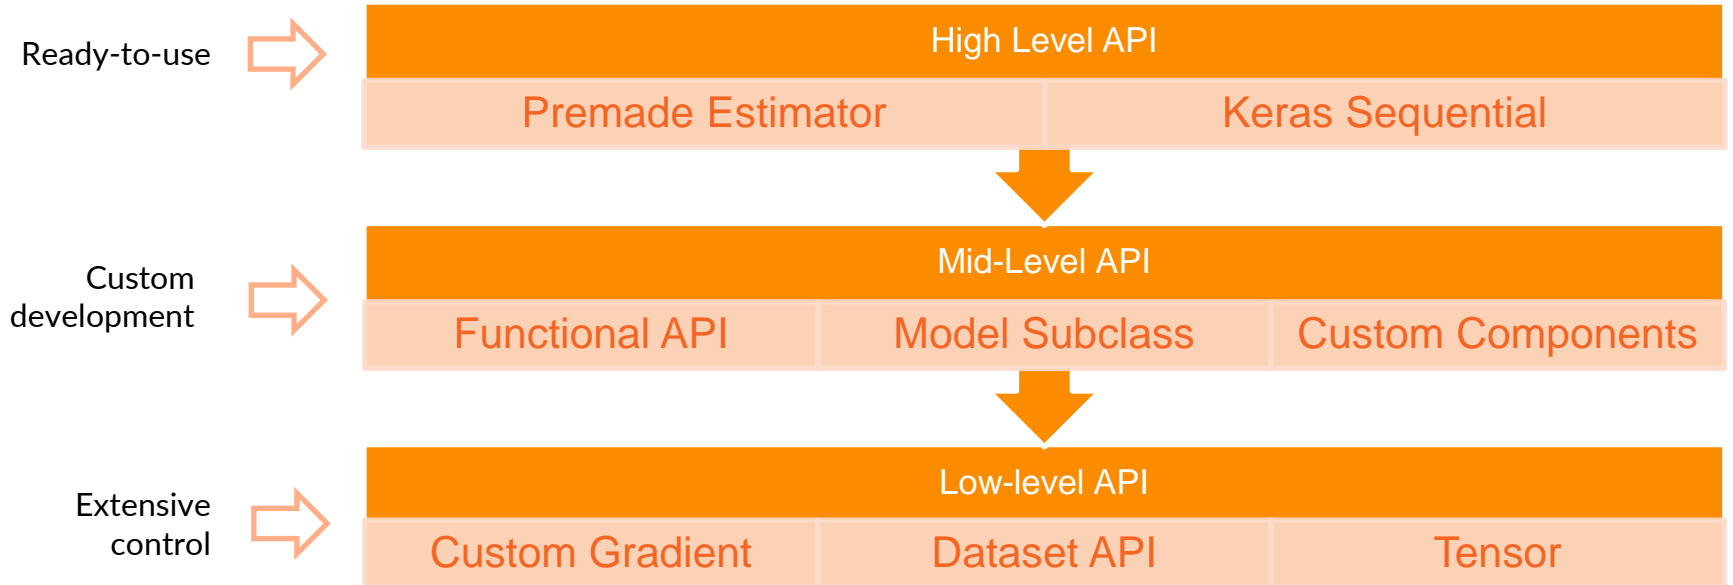 Ready-to-use
High Level API
Premade Estimator
Keras Sequential
Custom
development
Mid-Level API
Functional API
Model Subclass
Custom Components
Extensive
control
Low-level API
Custom Gradient
Dataset API
Tensor